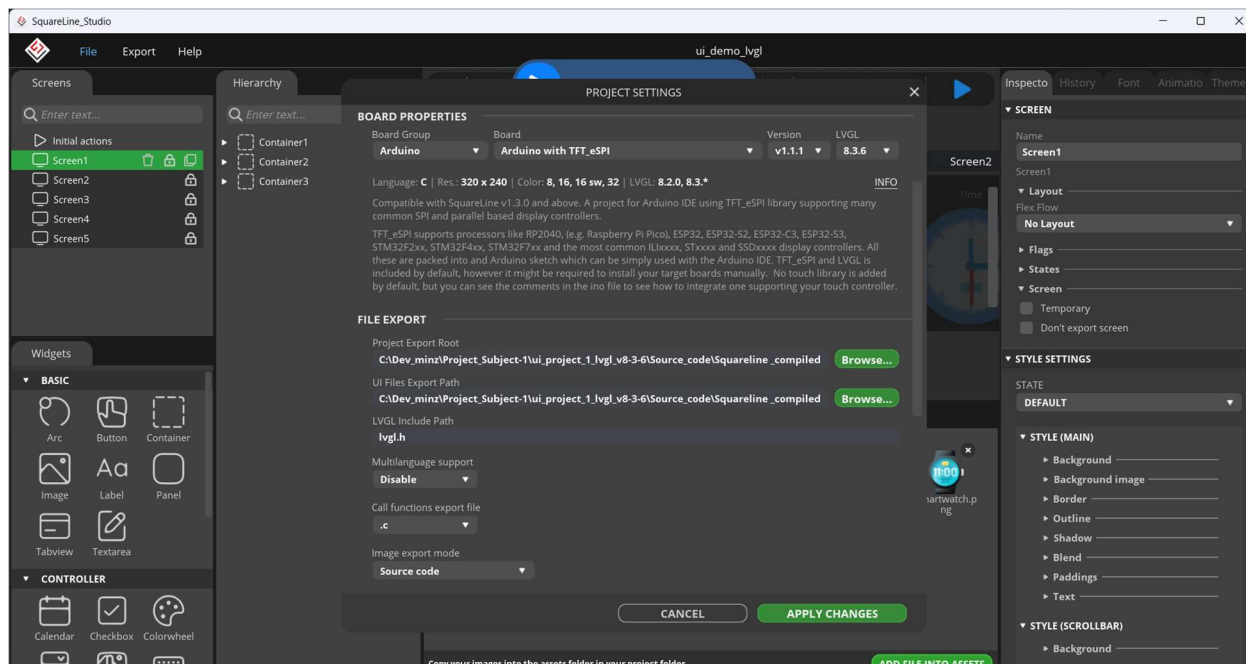 SquareLine_Studio
File Export Help
ui_demo_lvgl
Screens
Enter text...
Initial actions
Screen1
Screen2
Screen3
Screen4
Screen5
Hierarchy
Enter text...
Container1
Container2
Container3
Widgets
BASIC
Arc Button Container
Image Label Panel
Tabview Textarea
CONTROLLER
Calendar Checkbox Colorwheel
PROJECT SETTINGS
BOARD PROPERTIES
Board Group Board Version LVGL
Arduino Arduino with TFT_eSPI v1.1.1 8.3.6
Language: C | Res.: 320 x 240 | Color: 8, 16, 16 sw, 32 | LVGL: 8.2.0, 8.3.* INFO
Compatible with SquareLine v1.3.0 and above. A project for Arduino IDE using TFT_eSPI library supporting many
common SPI and parallel based display controllers.
TFT_eSPI supports processors like RP2040, (e.g. Raspberry Pi Pico), ESP32, ESP32-S2, ESP32-C3, ESP32-S3,
STM32F2xx, STM32F4xx, STM32F7xx and the most common ILIxxxx, STxxxx and SSDxxxx display controllers. All
these are packed into and Arduino sketch which can be simply used with the Arduino IDE. TFT_eSPI and LVGL is
included by default, however it might be required to install your target boards manually. No touch library is added
by default, but you can see the comments in the ino file to see how to integrate one supporting your touch controller.
FILE EXPORT
Project Export Root
C:\Dev_minz\Project_Subject-1\ui_project_1_lvgl_v8-3-6\Source_code\Squareline _compiled Browse...
UI Files Export Path
C:\Dev_minz\Project_Subject-1\ui_project_1_lvgl_v8-3-6\Source_code\Squareline _compiled Browse...
LVGL Include Path
lvgl.h
Multilanguage support
Disable
Call functions export file
.c
Image export mode
Source code
CANCEL APPLY CHANGES
Copy your images into the assets folder in your project folder. ADD FILE INTO ASSETS
Screen2
Time
11:00
artwatch.p
ng
Inspecto History Font Animatio Theme
SCREEN
Name
Screen1
Screen1
Layout
Flex Flow
No Layout
Flags
States
Screen
Temporary
Don't export screen
STYLE SETTINGS
STATE
DEFAULT
STYLE (MAIN)
Background
Background image
Border
Outline
Shadow
Blend
Paddings
Text
STYLE (SCROLLBAR)
Background